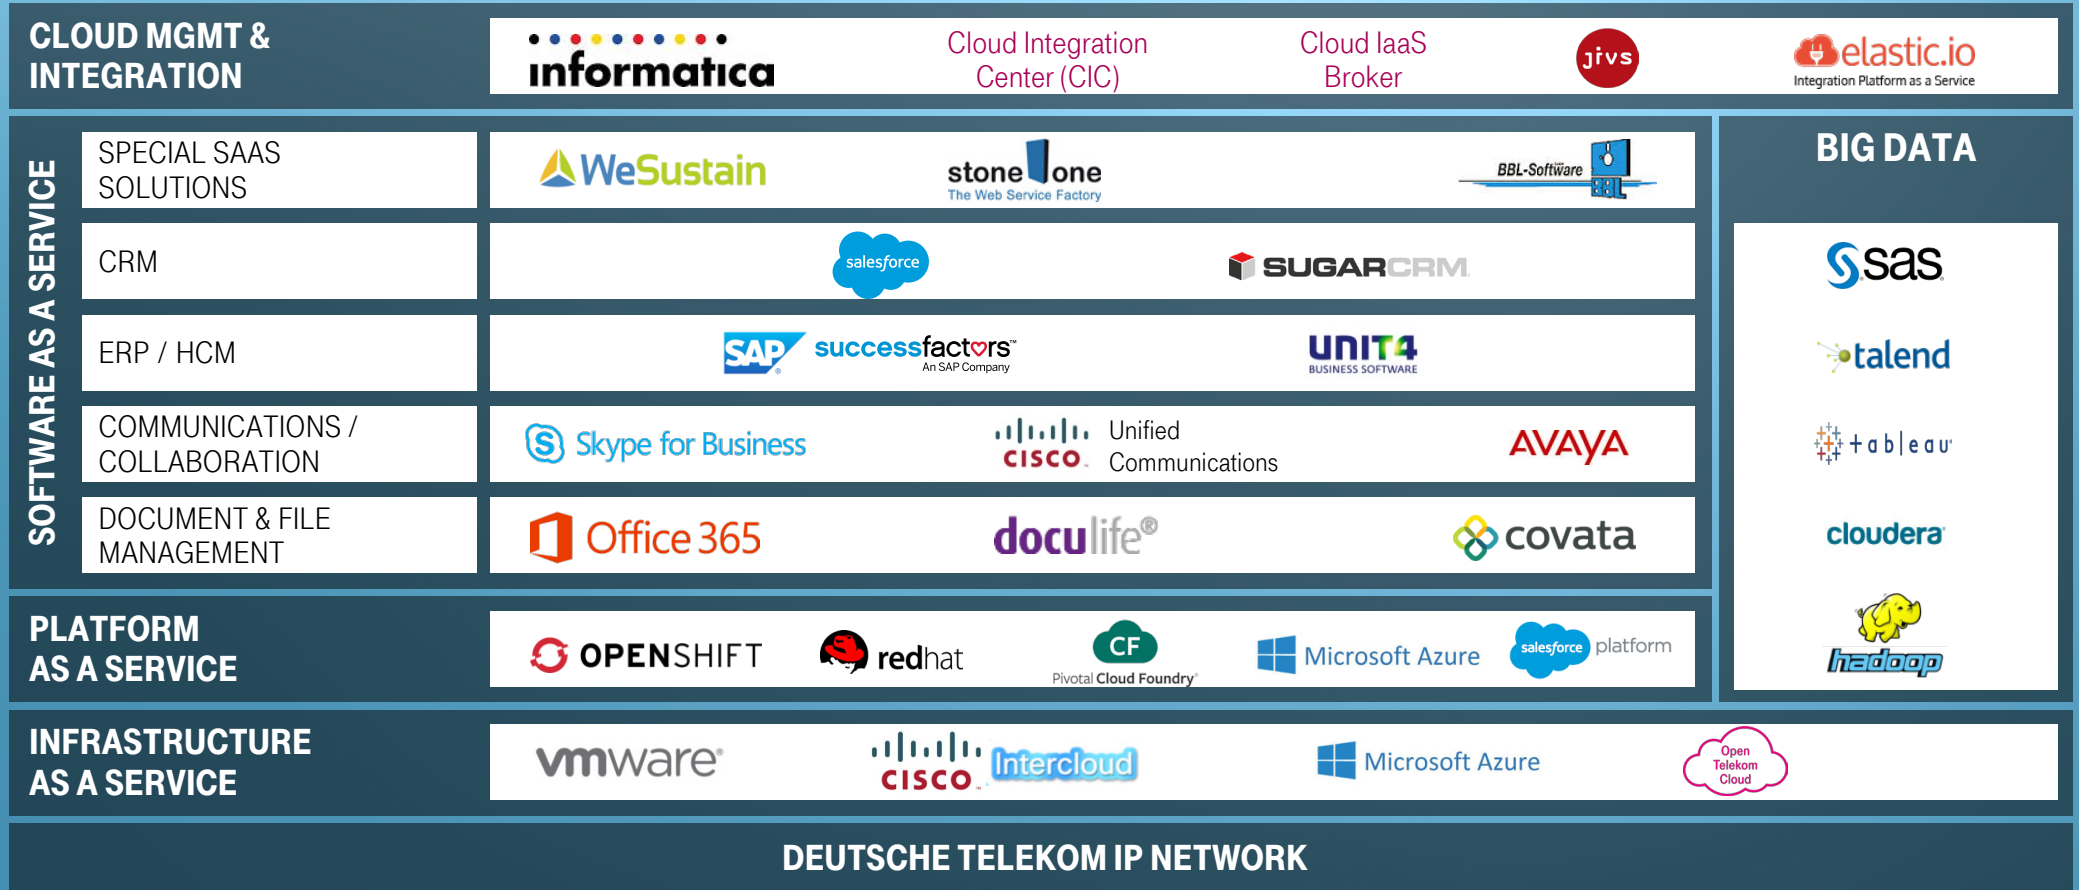 CLOUD MGMT &
INTEGRATION
informatica
Cloud Integration
Center (CIC)
Cloud IaaS
Broker
jivs
elastic.io
Integration Platform as a Service
SOFTWARE AS A SERVICE
SPECIAL SAAS
SOLUTIONS
WeSustain
stone one
The Web Service Factory
BBL-Software
BBL
CRM
salesforce
SUGARCRM
ERP / HCM
SAP
successfactors™
An SAP Company
UNIT4
BUSINESS SOFTWARE
COMMUNICATIONS /
COLLABORATION
Skype for Business
CISCO
Unified
Communications
AVAYA
DOCUMENT & FILE
MANAGEMENT
Office 365
doculife®
covata
BIG DATA
sas
talend
tableau
cloudera
hadoop
PLATFORM
AS A SERVICE
OPENSHIFT
redhat
CF
Pivotal Cloud Foundry
Microsoft Azure
salesforce platform
INFRASTRUCTURE
AS A SERVICE
vmware®
CISCO
Intercloud
Microsoft Azure
Open
Telekom
Cloud
DEUTSCHE TELEKOM IP NETWORK